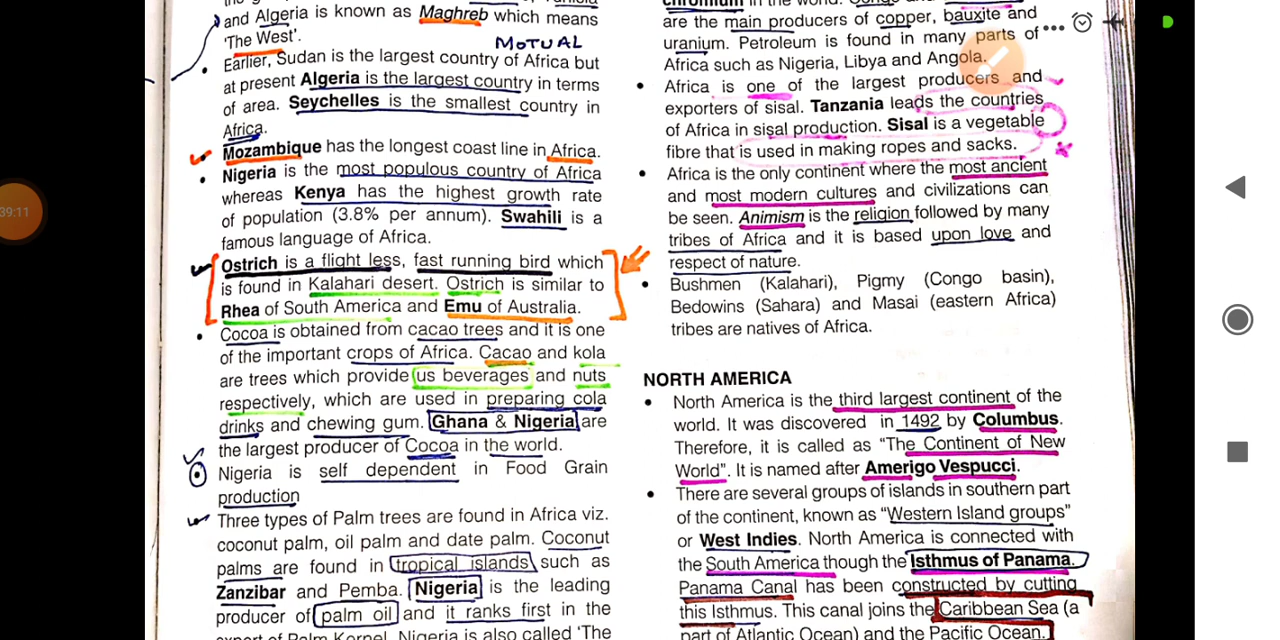 and Algeria is known as Maghreb which means
'The West'.
MOTUAL
Earlier, Sudan is the largest country of Africa but
at present Algeria is the largest country in terms
of area. Seychelles is the smallest country in
Africa.
Mozambique has the longest coast line in Africa.
• Nigeria is the most populous country of Africa
whereas Kenya has the highest growth rate
of population (3.8% per annum). Swahili is a
famous language of Africa.
Ostrich is a flight less, fast running bird which
is found in Kalahari desert. Ostrich is similar to
Rhea of South America and Emu of Australia.
• Cocoa is obtained from cacao trees and it is one
of the important crops of Africa. Cacao and kola
are trees which provide us beverages and nuts
respectively, which are used in preparing cola
drinks and chewing gum. Ghana & Nigeria are
the largest producer of Cocoa in the world.
• Nigeria is self dependent in Food Grain
production
Three types of Palm trees are found in Africa viz.
coconut palm, oil palm and date palm. Coconut
palms are found in tropical islands such as
Zanzibar and Pemba. Nigeria is the leading
producer of palm oil and it ranks first in the
of Palm Kernel. Nigeria is also called 'The
are the main producers of copper, bauxite and
uranium. Petroleum is found in many parts of
Africa such as Nigeria, Libya and Angola.
• Africa is one of the largest producers and
exporters of sisal. Tanzania leads the countries
of Africa in sisal production. Sisal is a vegetable
fibre that is used in making ropes and sacks.
• Africa is the only continent where the most ancient
and most modern cultures and civilizations can
be seen. Animism is the religion followed by many
tribes of Africa and it is based upon love and
respect of nature.
• Bushmen (Kalahari), Pigmy (Congo basin),
Bedowins (Sahara) and Masai (eastern Africa)
tribes are natives of Africa.
NORTH AMERICA
• North America is the third largest continent of the
world. It was discovered in 1492 by Columbus.
Therefore, it is called as “The Continent of New
World”. It is named after Amerigo Vespucci.
• There are several groups of islands in southern part
of the continent, known as “Western Island groups”
or West Indies. North America is connected with
the South America though the Isthmus of Panama.
Panama Canal has been constructed by cutting
this Isthmus. This canal joins the Caribbean Sea (a
part of Atlantic Ocean) and the Pacific Ocean.
39:11